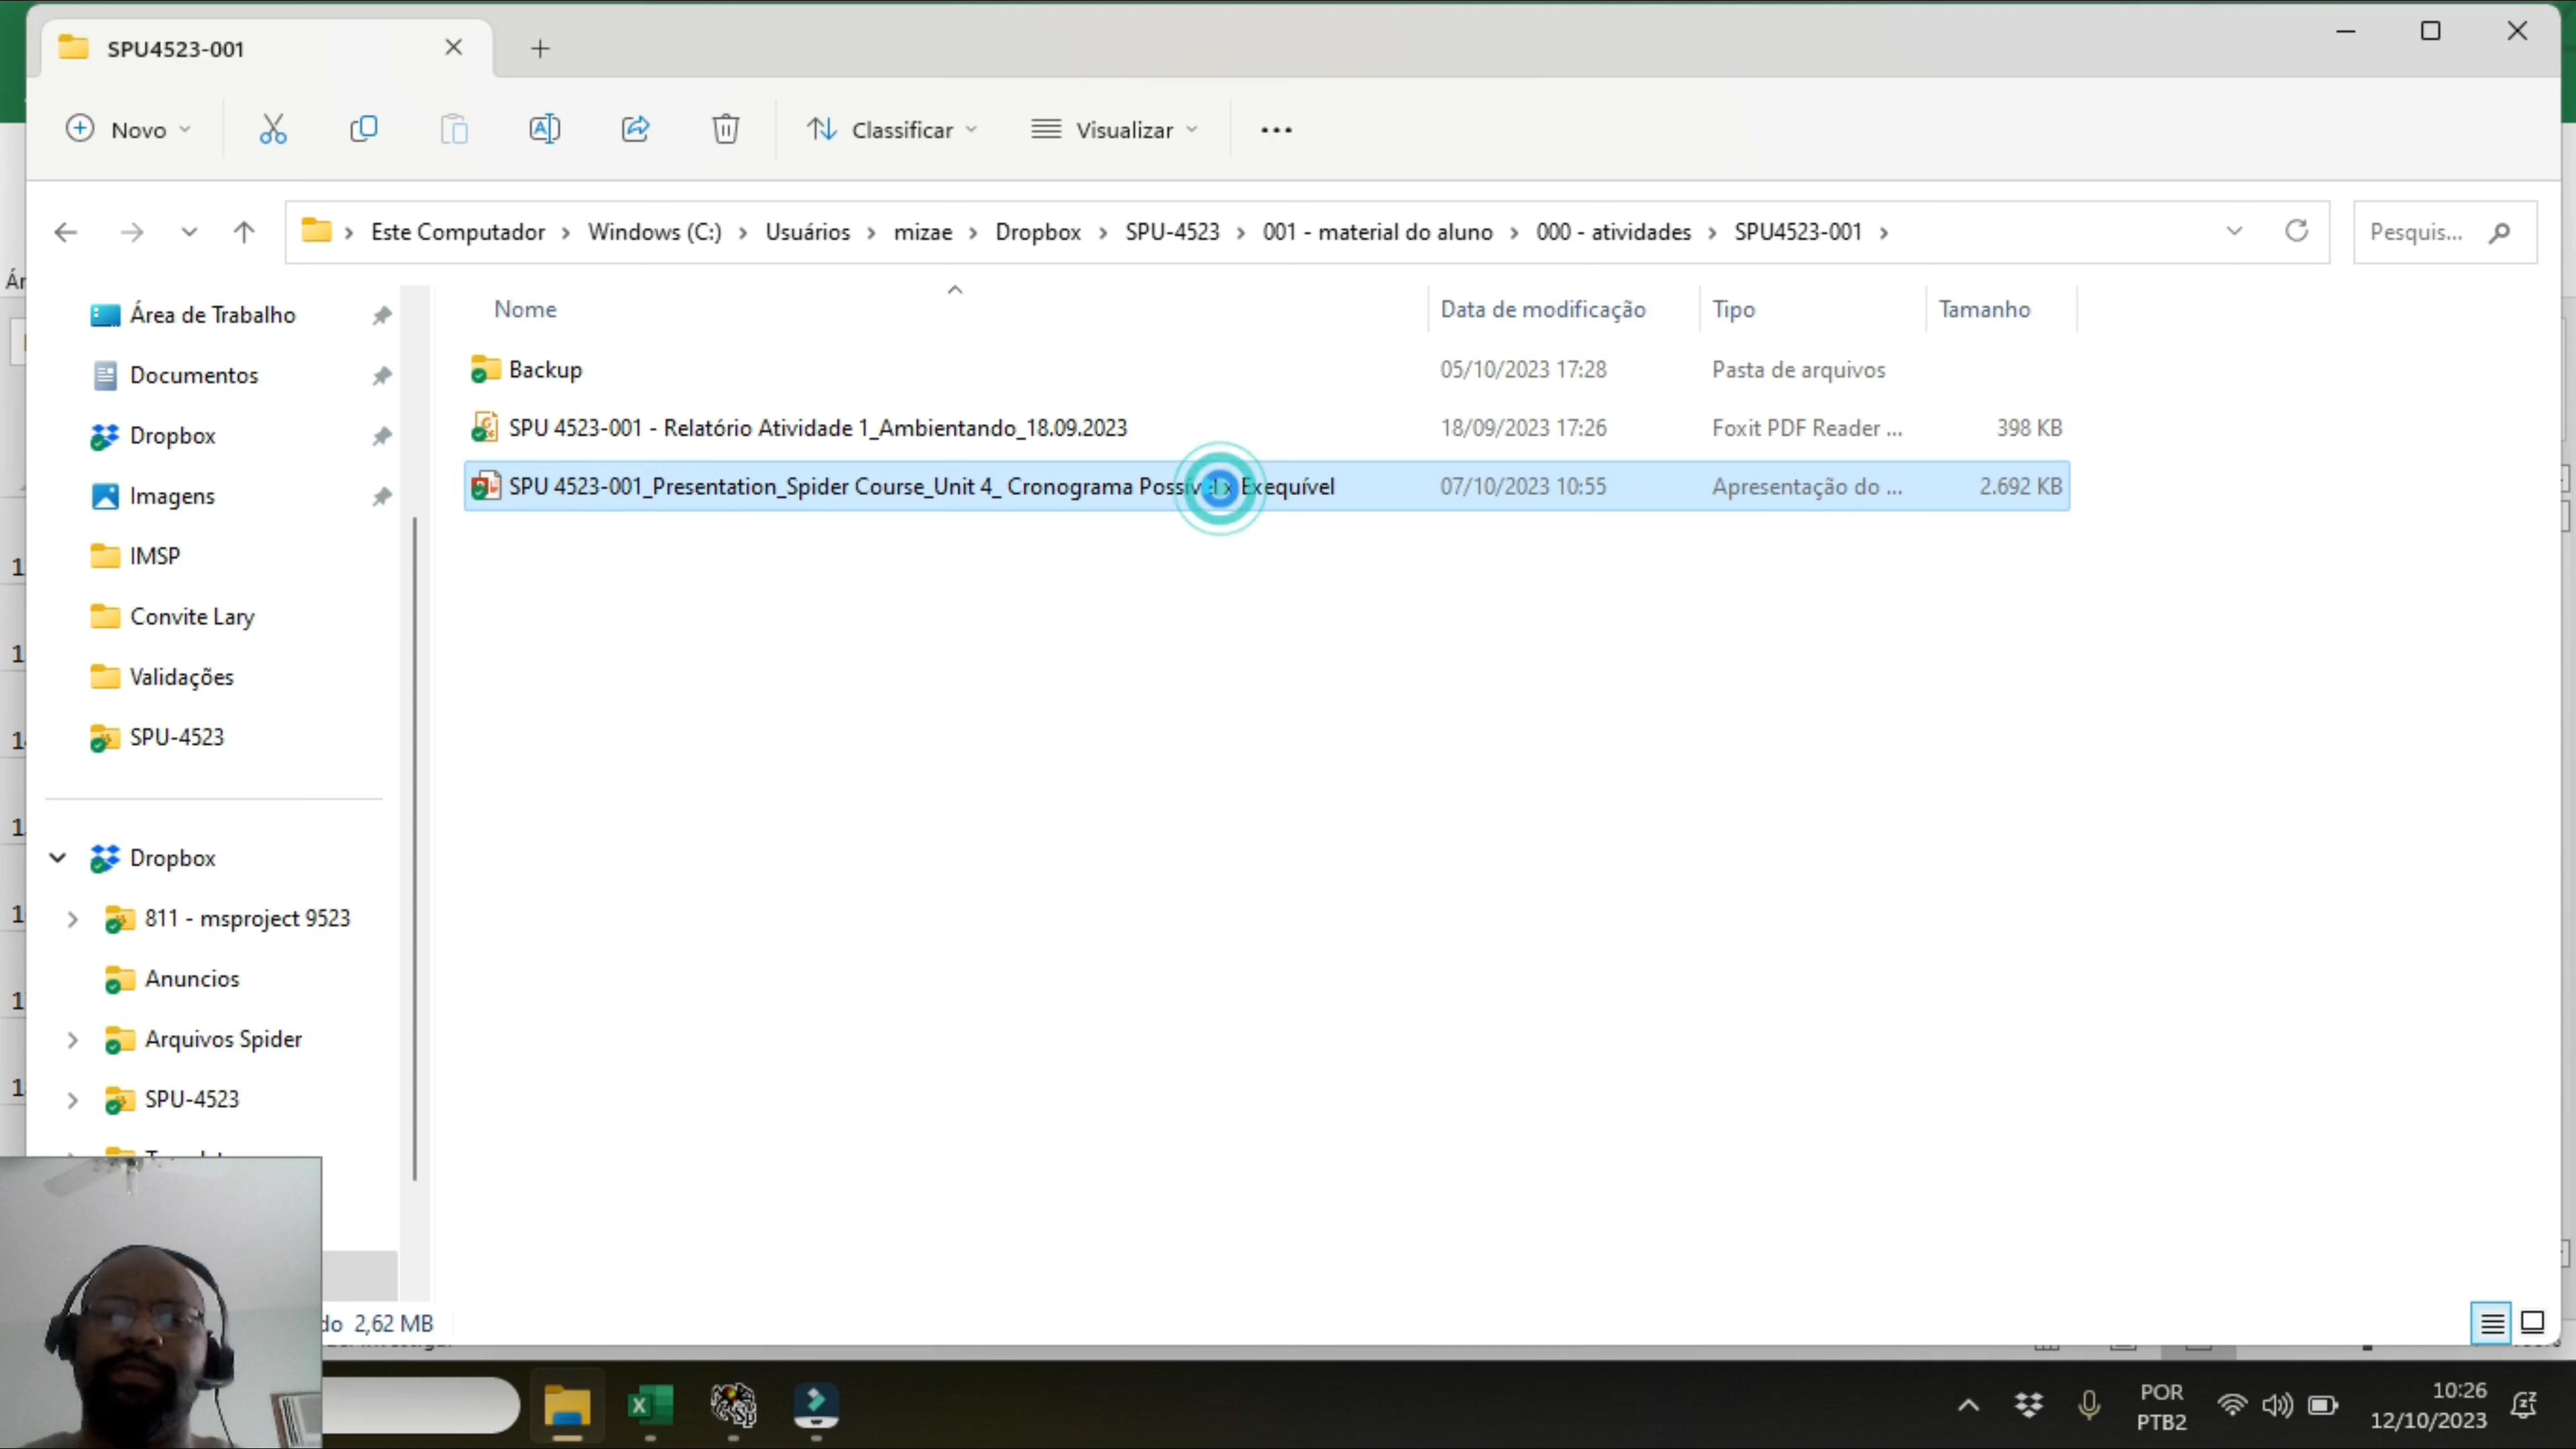 SPU4523-001
Novo
Classificar
Visualizar
Este Computador > Windows (C:) > Usuários > mizae > Dropbox > SPU-4523 > 001 - material do aluno > 000 - atividades > SPU4523-001 >
Pesquis...
Nome Data de modificação Tipo Tamanho
Backup 05/10/2023 17:28 Pasta de arquivos
SPU 4523-001 - Relatório Atividade 1_Ambientando_18.09.2023 18/09/2023 17:26 Foxit PDF Reader ... 398 KB
SPU 4523-001_Presentation_Spider Course_Unit 4_ Cronograma Possível x Exequível 07/10/2023 10:55 Apresentação do ... 2.692 KB
Área de Trabalho
Documentos
Dropbox
Imagens
IMSP
Convite Lary
Validações
SPU-4523
Dropbox
811 - msproject 9523
Anuncios
Arquivos Spider
SPU-4523
do 2,62 MB
POR
PTB2
10:26
12/10/2023